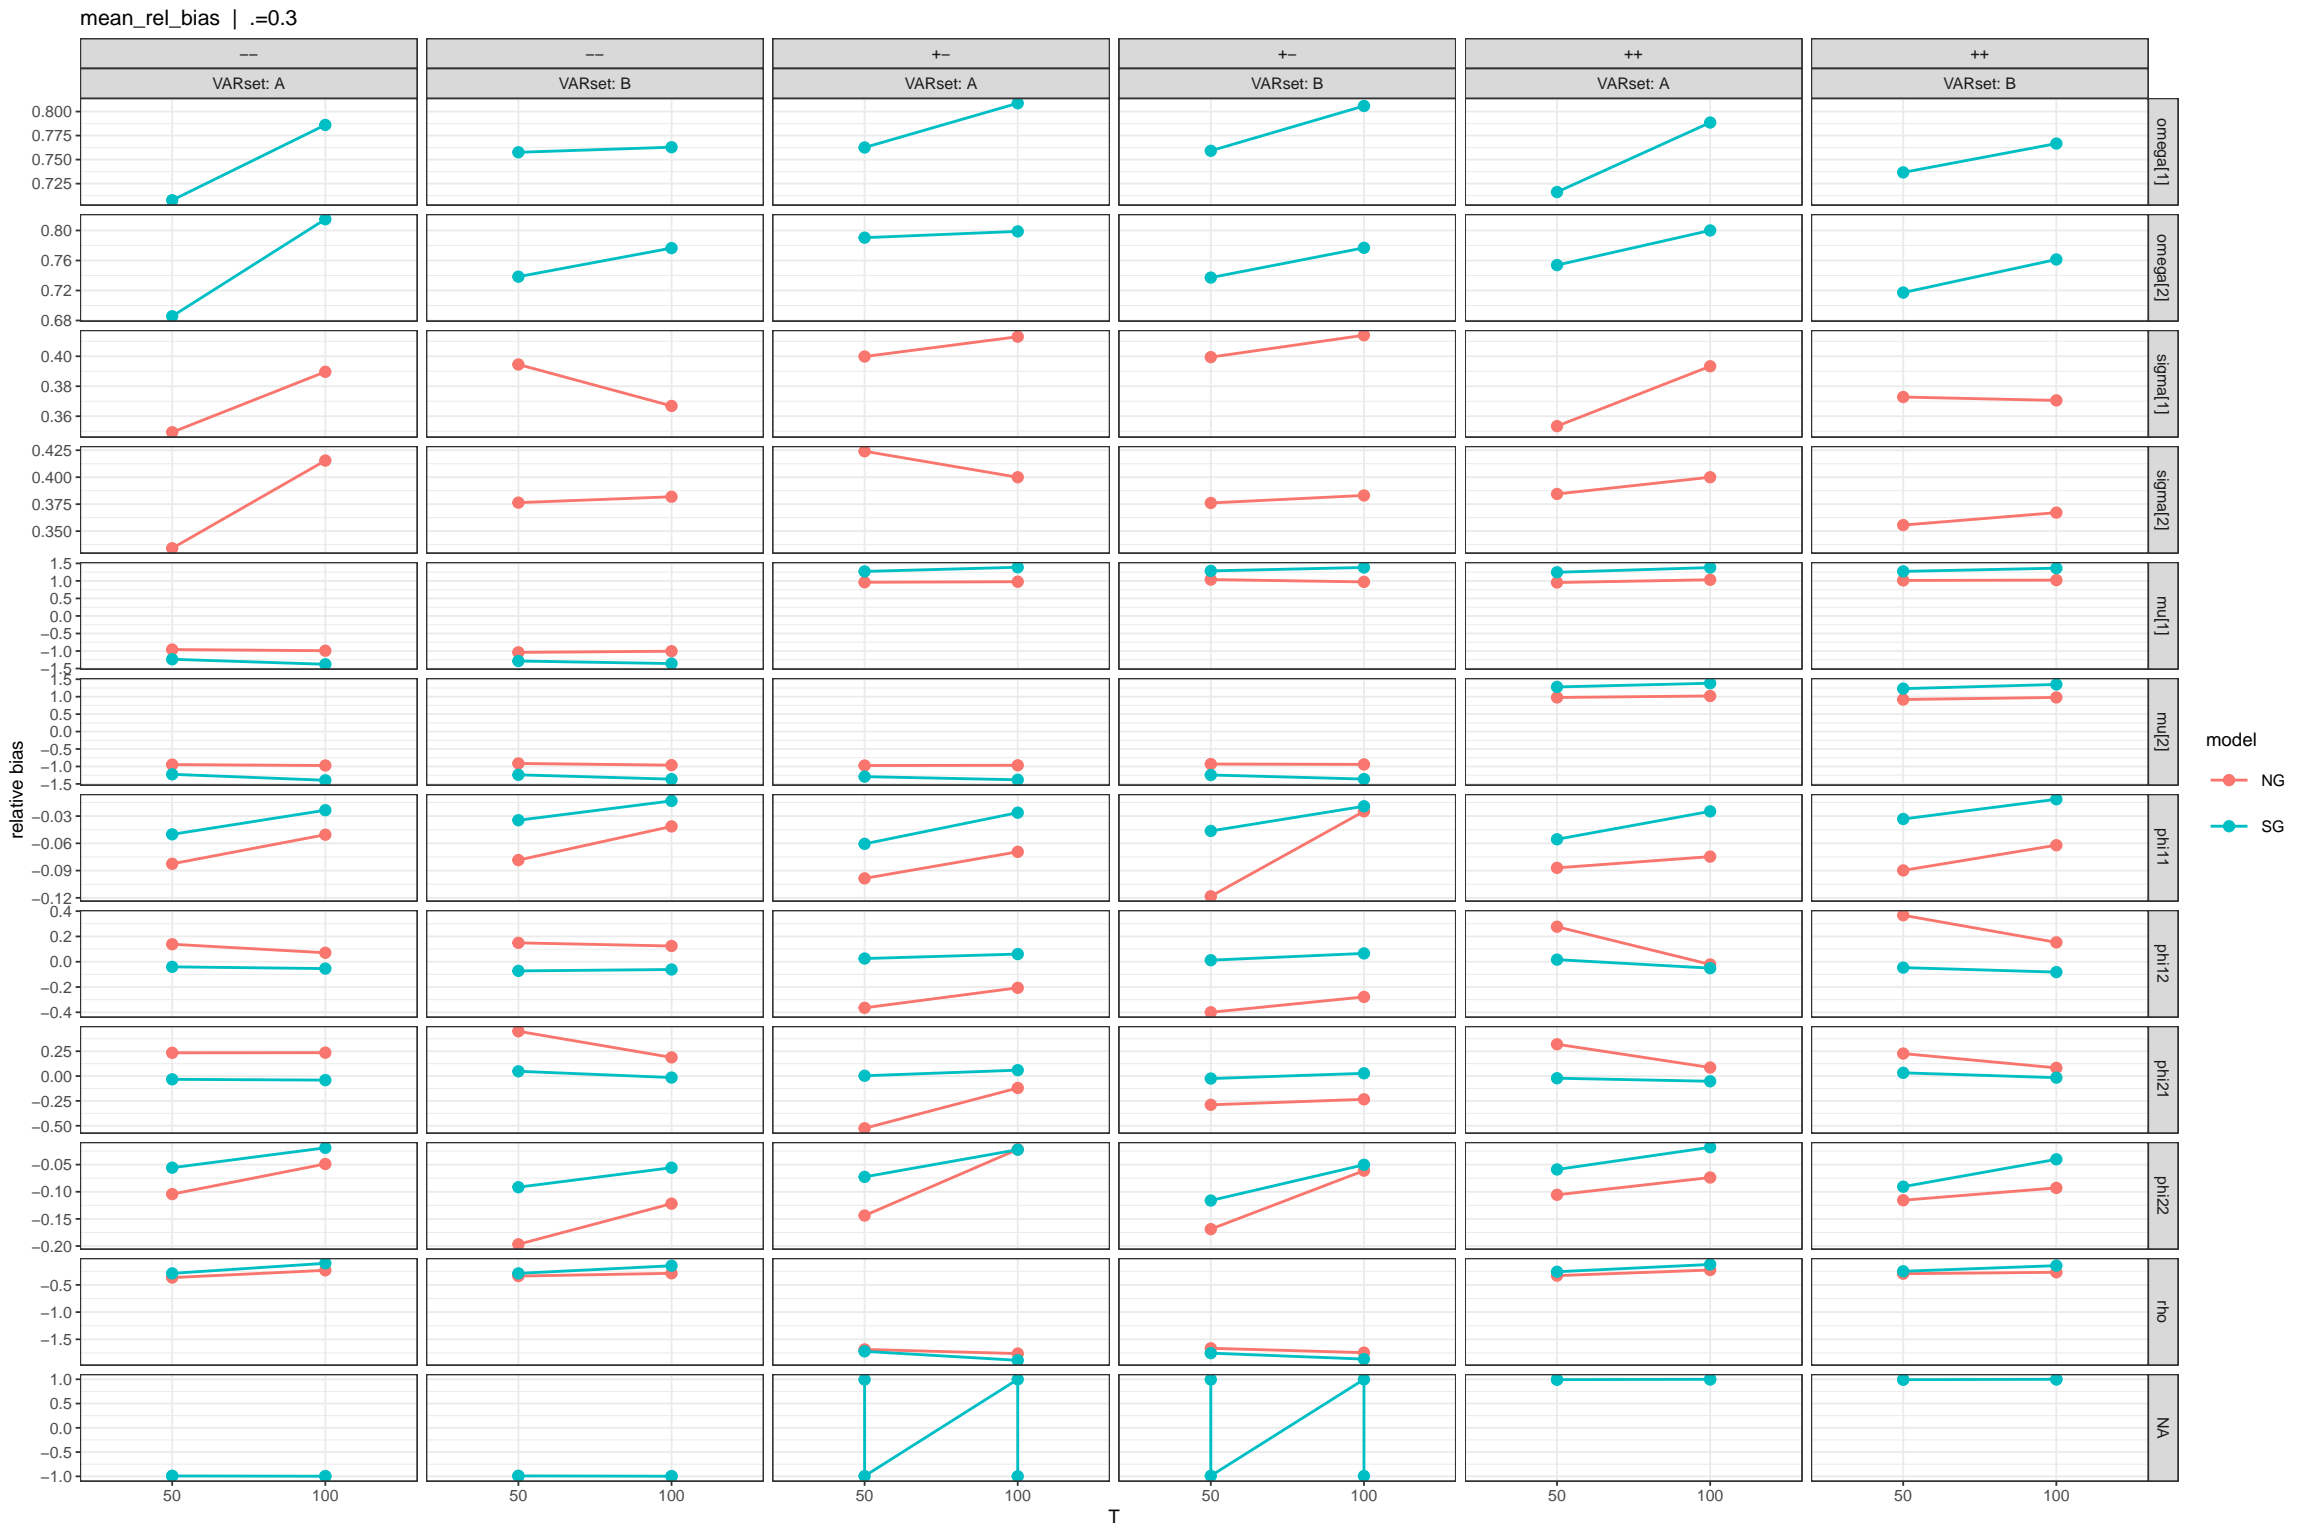 mean_rel_bias | .=0.3
−− −− +− +− ++ ++
VARset: A VARset: B VARset: A VARset: B VARset: A VARset: B
0.800
0.775
0.750
0.725
omega[1]
0.80
0.76
0.72
0.68
omega[2]
0.40
0.38
0.36
sigma[1]
0.425
0.400
0.375
0.350
sigma[2]
1.5
1.0
0.5
0.0
−0.5
−1.0
−1.5
mu[1]
1.5
1.0
0.5
0.0
−0.5
−1.0
−1.5
mu[2]
−0.03
−0.06
−0.09
−0.12
phi11
0.4
0.2
0.0
−0.2
−0.4
phi12
0.25
0.00
−0.25
−0.50
phi21
−0.05
−0.10
−0.15
−0.20
phi22
−0.5
−1.0
−1.5
rho
1.0
0.5
0.0
−0.5
−1.0
NA
50 100 50 100 50 100 50 100 50 100 50 100
T
relative bias
model
NG
SG